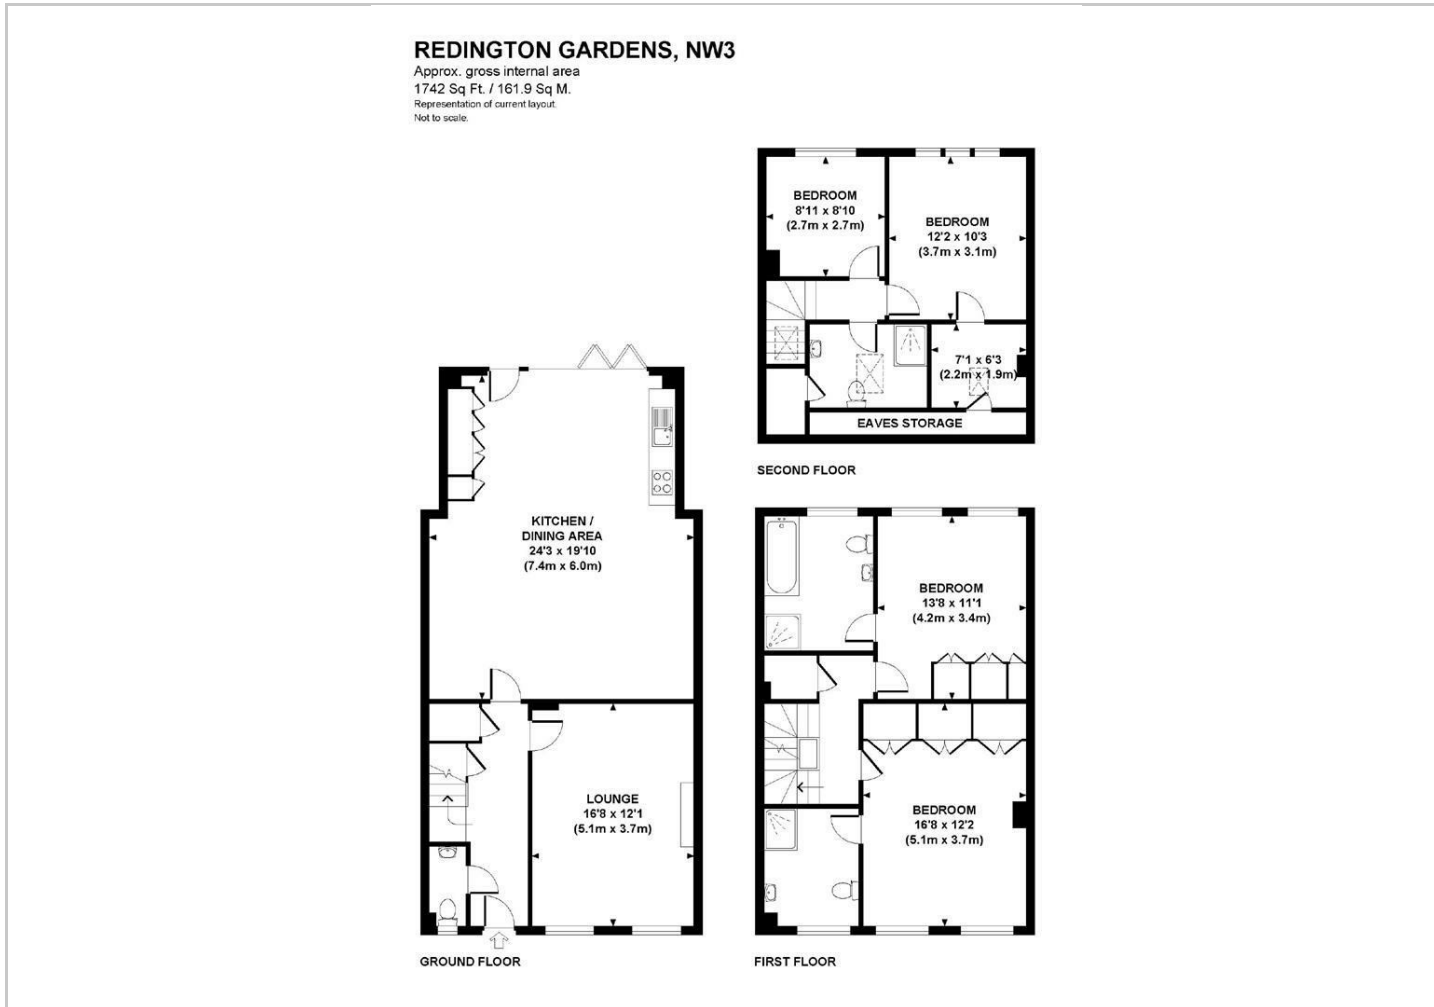 REDINGTON GARDENS, NW3
Approx. gross internal area
1742 Sq Ft. / 161.9 Sq M.
Representation of current layout.
Not to scale.
BEDROOM
8'11 x 8'10
(2.7m x 2.7m)
BEDROOM
12'2 x 10'3
(3.7m x 3.1m)
7'1 x 6'3
(2.2m x 1.9m)
EAVES STORAGE
SECOND FLOOR
KITCHEN /
DINING AREA
24'3 x 19'10
(7.4m x 6.0m)
LOUNGE
16'8 x 12'1
(5.1m x 3.7m)
GROUND FLOOR
BEDROOM
13'8 x 11'1
(4.2m x 3.4m)
BEDROOM
16'8 x 12'2
(5.1m x 3.7m)
FIRST FLOOR